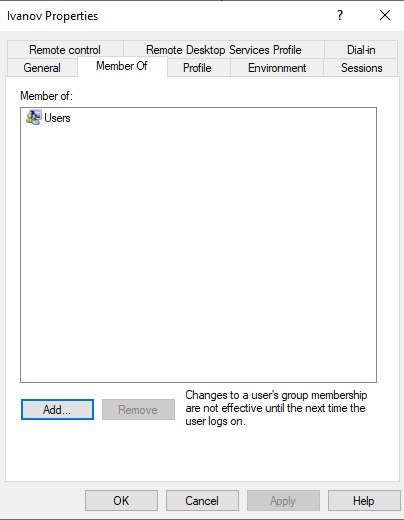 Ivanov Properties ? ×
Remote control Remote Desktop Services Profile Dial-in
General Member Of Profile Environment Sessions
Member of:
Users
Add... Remove
Changes to a user's group membership
are not effective until the next time the
user logs on.
OK Cancel Apply Help